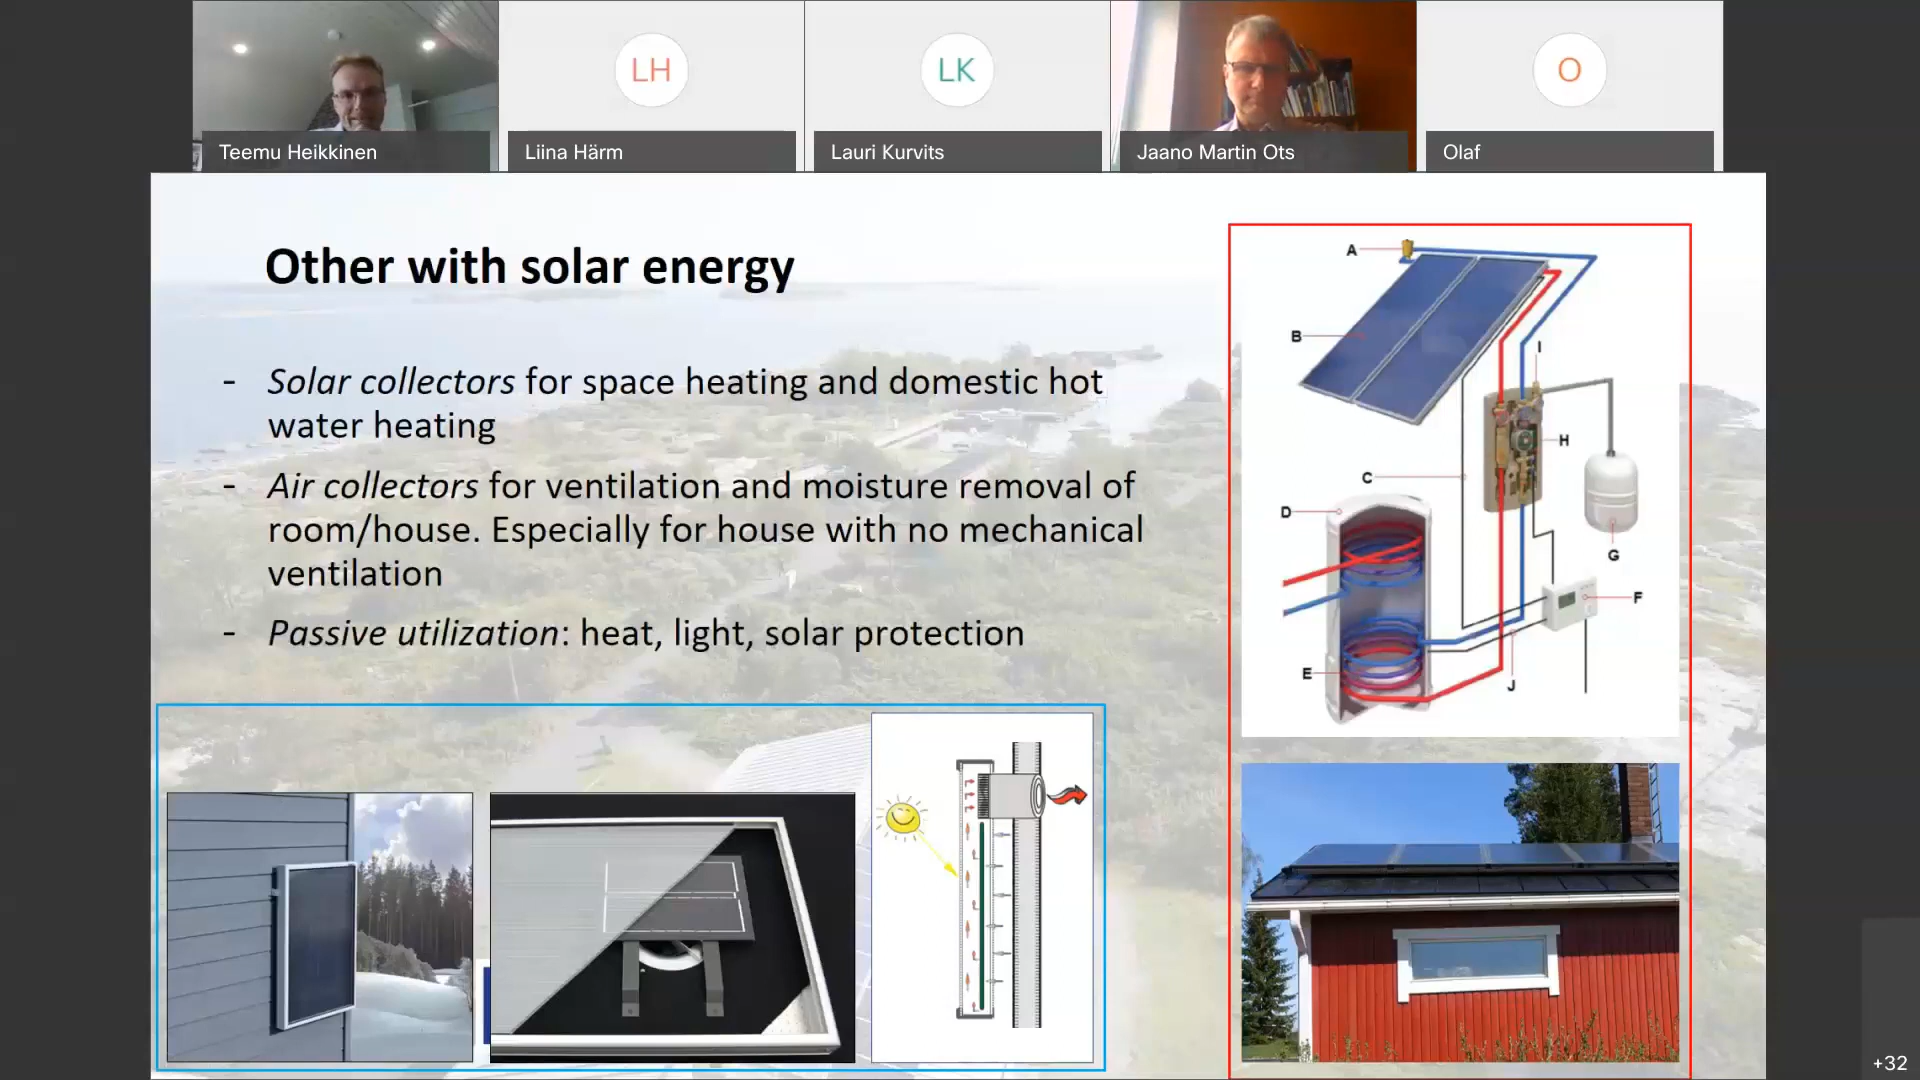 LH
LK
O
Teemu Heikkinen
Liina Härm
Lauri Kurvits
Jaano Martin Ots
Olaf
Other with solar energy
- Solar collectors for space heating and domestic hot
water heating
- Air collectors for ventilation and moisture removal of
room/house. Especially for house with no mechanical
ventilation
- Passive utilization: heat, light, solar protection
A
B
I
H
C
D
G
F
E
J
+32